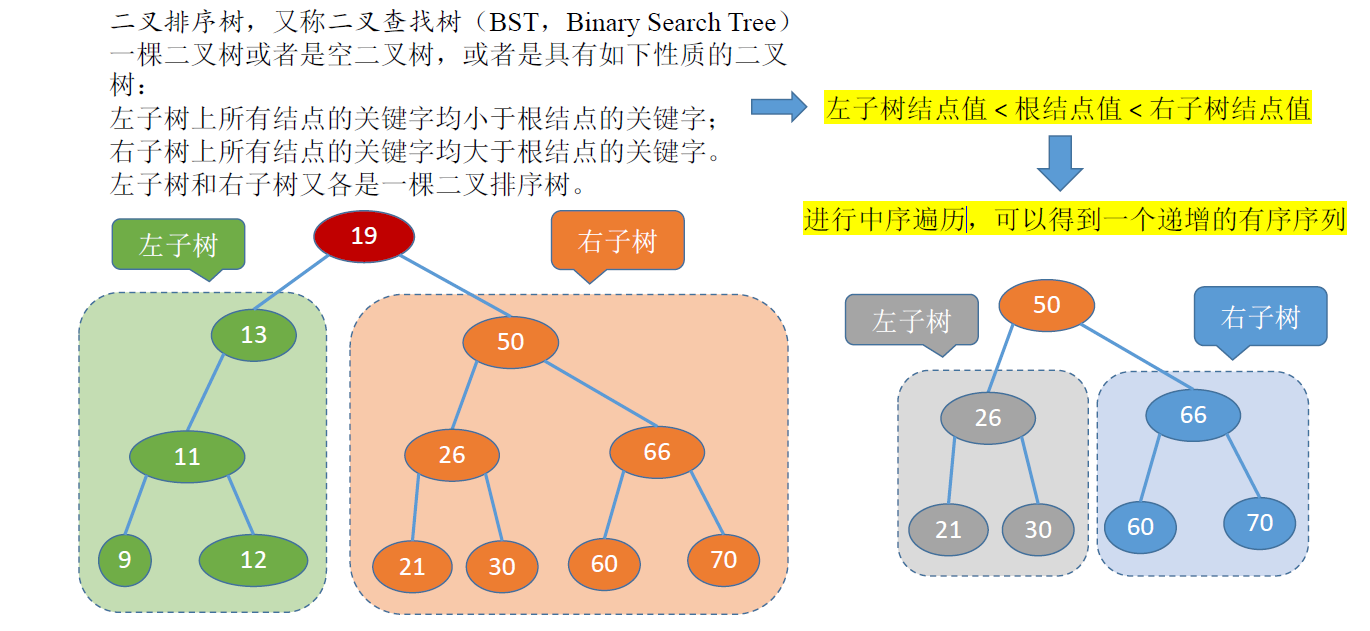 二叉排序树，又称二叉查找树（BST，Binary Search Tree）
一棵二叉树或者是空二叉树，或者是具有如下性质的二叉
树：
左子树上所有结点的关键字均小于根结点的关键字；
右子树上所有结点的关键字均大于根结点的关键字。
左子树和右子树又各是一棵二叉排序树。
左子树结点值 < 根结点值 < 右子树结点值
进行中序遍历，可以得到一个递增的有序序列
左子树
19
右子树
13
50
11
26
66
9
12
21
30
60
70
左子树
50
右子树
26
66
21
30
60
70